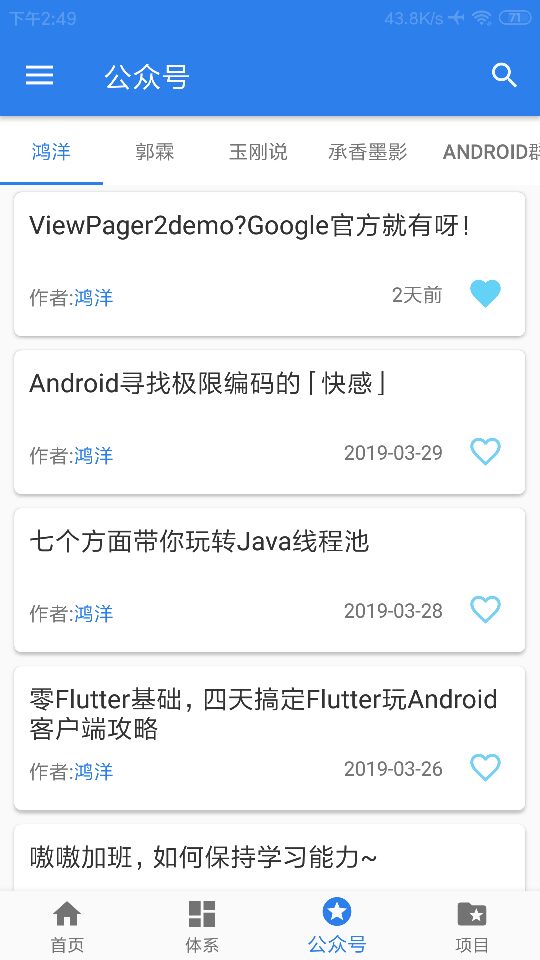 下午2:49
43.8K/s
71
公众号
鸿洋
郭霖
玉刚说
承香墨影
ANDROID群
ViewPager2demo?Google官方就有呀!
作者:鸿洋
2天前
Android寻找极限编码的「快感」
作者:鸿洋
2019-03-29
七个方面带你玩转Java线程池
作者:鸿洋
2019-03-28
零Flutter基础, 四天搞定Flutter玩Android
客户端攻略
作者:鸿洋
2019-03-26
嗷嗷加班, 如何保持学习能力~
首页
体系
公众号
项目